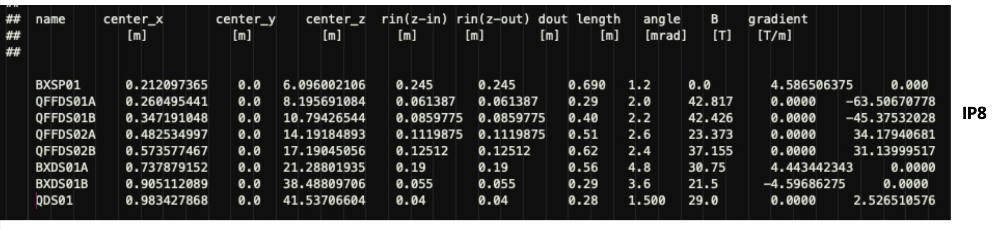 ## name center_x center_y center_z rin(z-in) rin(z-out) dout length angle B gradient
## [m] [m] [m] [m] [m] [m] [m] [mrad] [T] [T/m]
##
BXSP01 0.212097365 0.0 6.096002106 0.245 0.245 0.690 1.2 0.0 4.586506375 0.000
QFFDS01A 0.260495441 0.0 8.195691084 0.061387 0.061387 0.29 2.0 42.817 0.0000 -63.50670778
QFFDS01B 0.347191048 0.0 10.79426544 0.0859775 0.0859775 0.40 2.2 42.426 0.0000 -45.37532028
IP8
QFFDS02A 0.482534997 0.0 14.19184893 0.1119875 0.1119875 0.51 2.6 23.373 0.0000 34.17940681
QFFDS02B 0.573577467 0.0 17.19045056 0.12512 0.12512 0.62 2.4 37.155 0.0000 31.13999517
BXDS01A 0.737879152 0.0 21.28801935 0.19 0.19 0.56 4.8 30.75 4.443442343 0.0000
BXDS01B 0.905112089 0.0 38.48809706 0.055 0.055 0.29 3.6 21.5 -4.59686275 0.0000
QDS01 0.983427868 0.0 41.53706604 0.04 0.04 0.28 1.500 29.0 0.0000 2.526510576